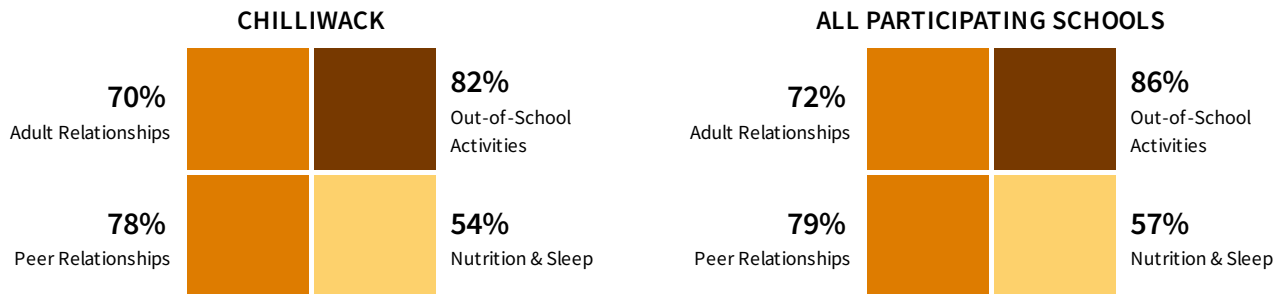 CHILLIWACK
70%
Adult Relationships
82%
Out-of-School
Activities
78%
Peer Relationships
54%
Nutrition & Sleep
ALL PARTICIPATING SCHOOLS
72%
Adult Relationships
86%
Out-of-School
Activities
79%
Peer Relationships
57%
Nutrition & Sleep